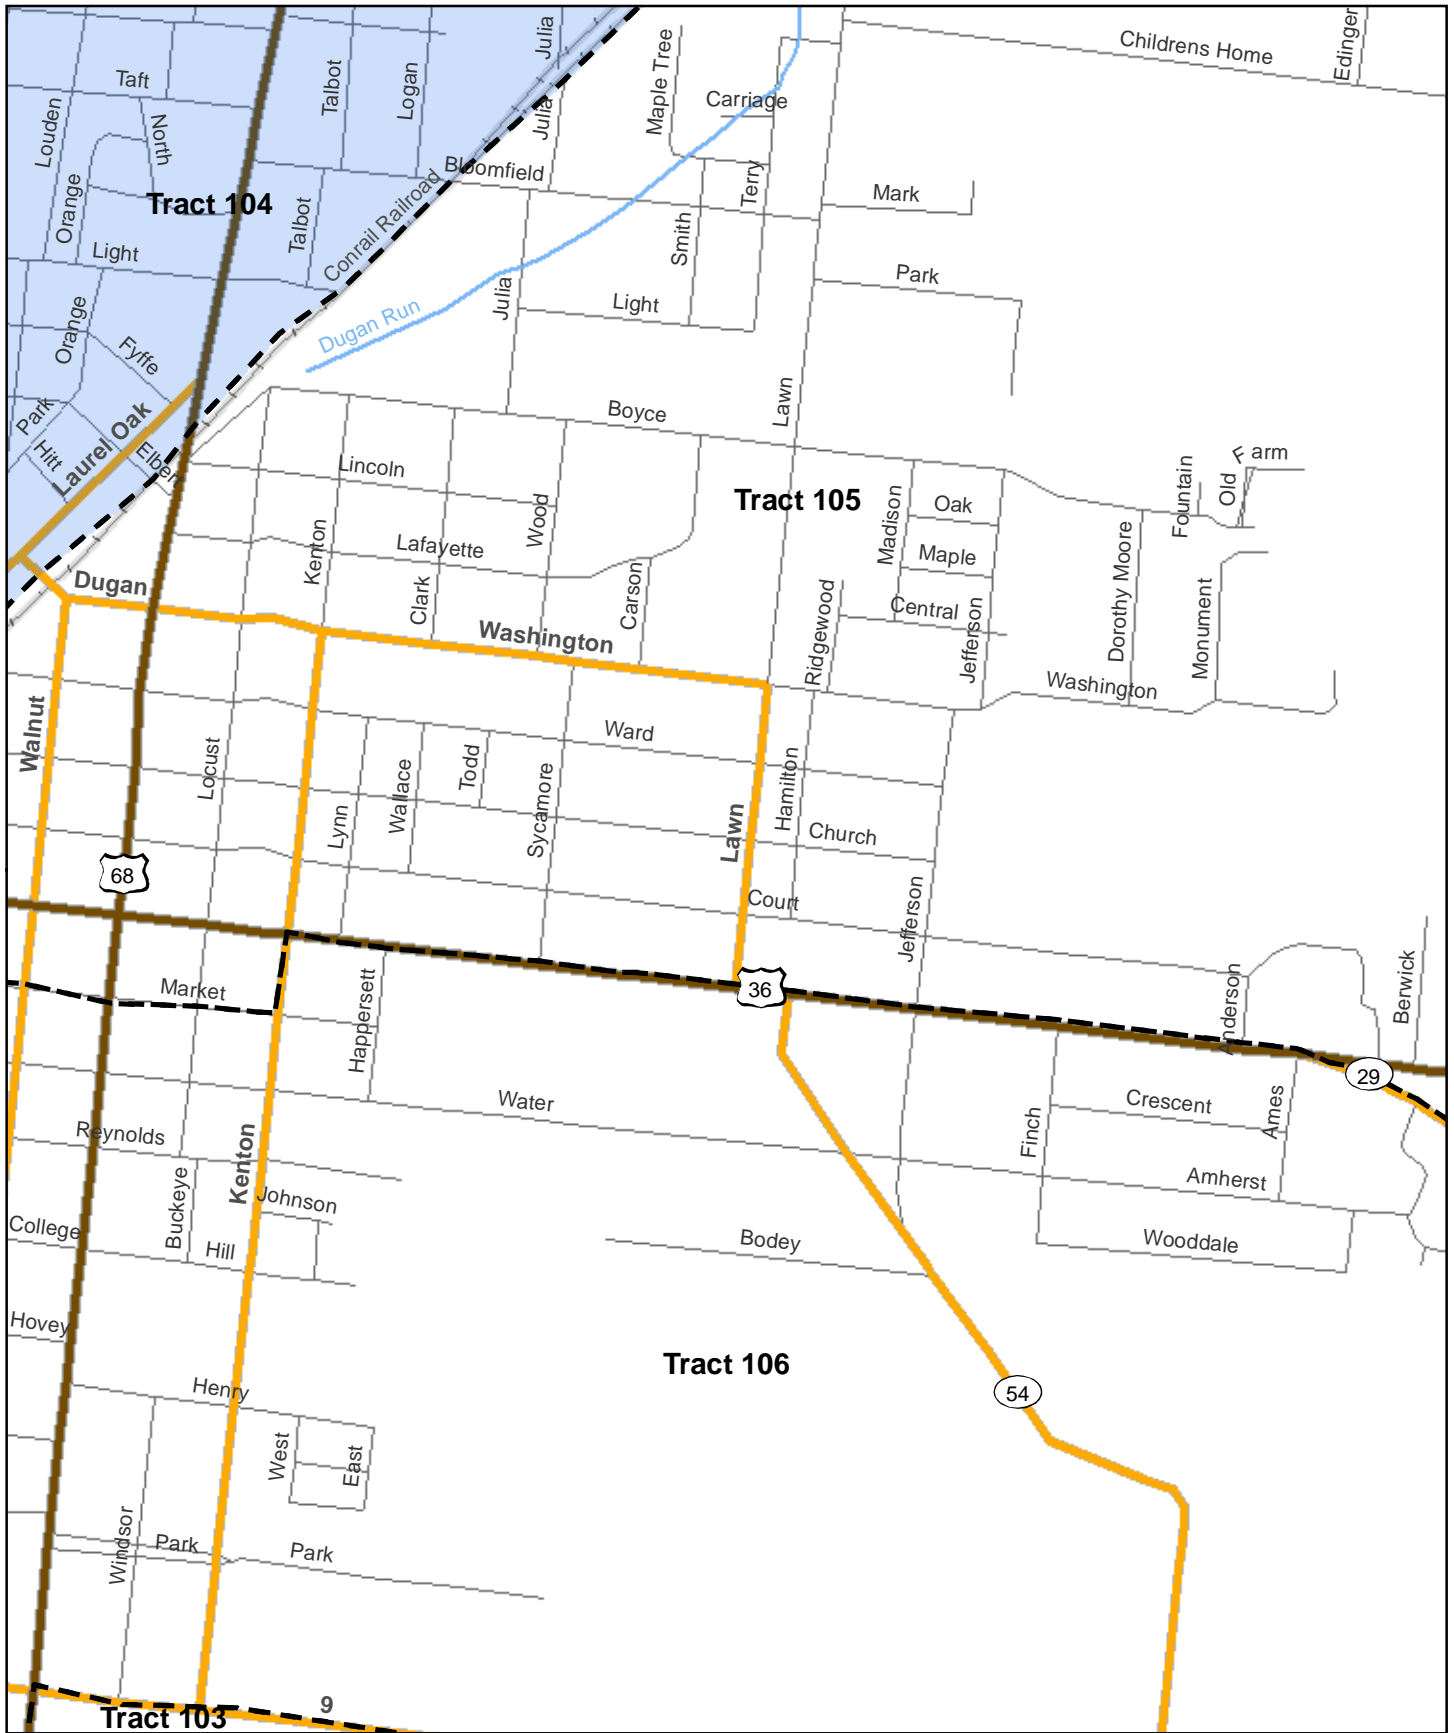 Childrens Home
Edinger
Julia
Maple Tree
Taft
Talbot
Logan
Carriage
Louden
North
Julia
Bloomfield
Conrail Railroad
Terry
Mark
Tract 104
Orange
Talbot
Smith
Light
Park
Julia
Light
Dugan Run
Orange
Fyffe
Lawn
Park
Boyce
Laurel Oak
Hitt
Elbert
Lincoln
Farm
Fountain
Old
Tract 105
Madison
Oak
Wood
Kenton
Lafayette
Maple
Dorothy Moore
Dugan
Clark
Carson
Ridgewood
Central
Jefferson
Monument
Washington
Washington
Walnut
Ward
Locust
Todd
Wallace
Lynn
Sycamore
Hamilton
Lawn
Church
68
Court
Jefferson
36
Market
Happersett
Anderson
Berwick
29
Water
Crescent
Ames
Finch
Reynolds
Kenton
Buckeye
Johnson
Amherst
College
Hill
Bodey
Wooddale
Hovey
Tract 106
Henry
54
West
East
Windsor
Park
Park
9
Tract 103